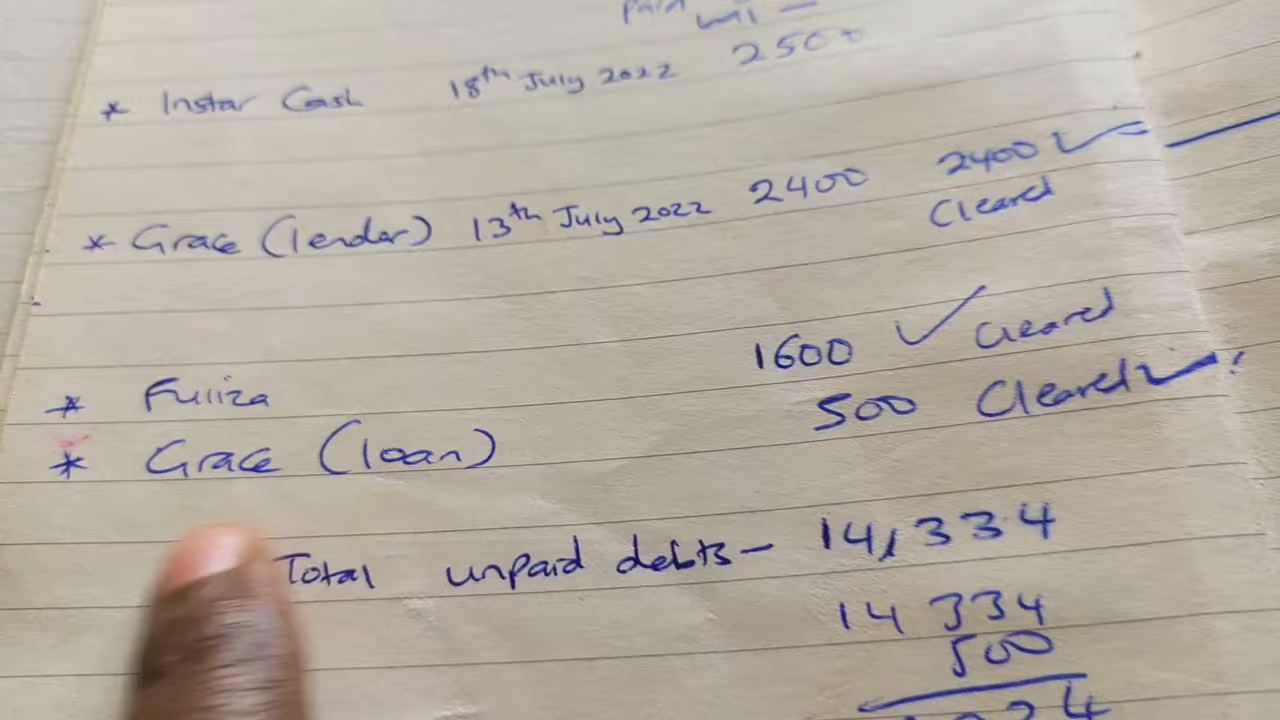 Paid
* Instar Cash 18th July 2022 2500
* Grace (lender) 13th July 2022 2400 2400 ✓
Cleared
* Fuliza 1600 ✓ Cleared
* Grace (loan) 500 Cleared ✓
Total unpaid debts - 14,334
14 334
500